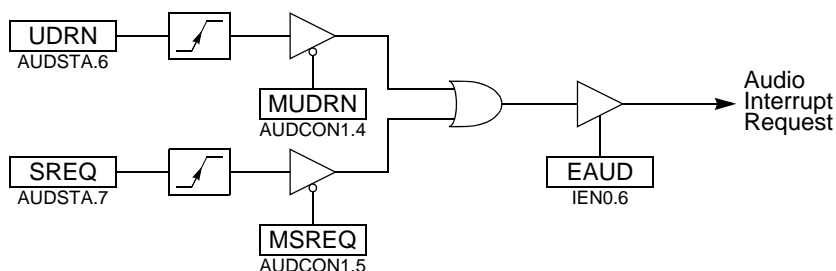 UDRN
AUDSTA.6
MUDRN
AUDCON1.4
SREQ
AUDSTA.7
MSREQ
AUDCON1.5
EAUD
IEN0.6
Audio
Interrupt
Request